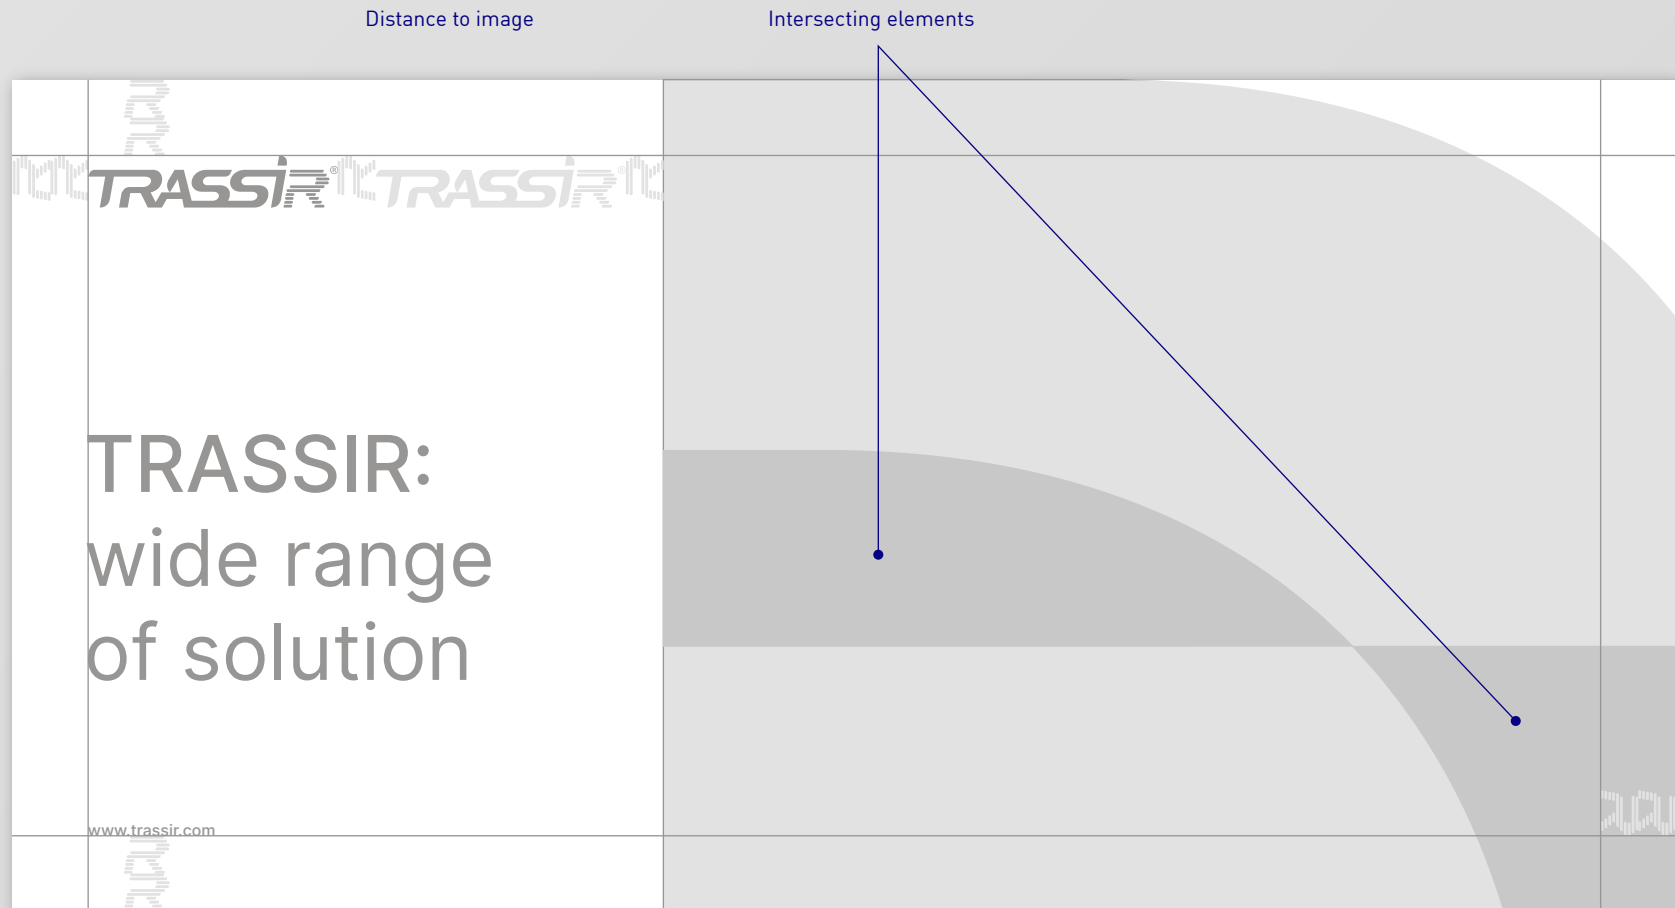 Distance to image
Intersecting elements
TRASSIR® TRASSIR®
TRASSIR:
wide range
of solution
www.trassir.com